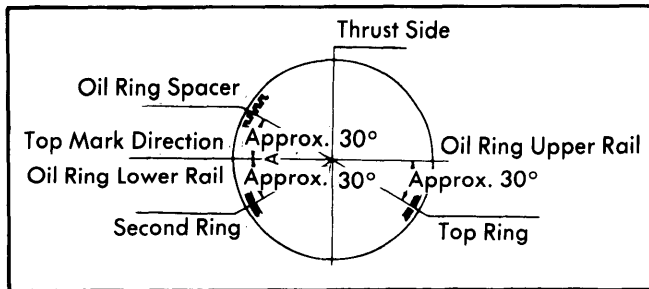 Thrust Side
Oil Ring Spacer
Top Mark Direction
Approx. 30°
Oil Ring Upper Rail
A
Oil Ring Lower Rail
Approx. 30°
Approx. 30°
Second Ring
Top Ring